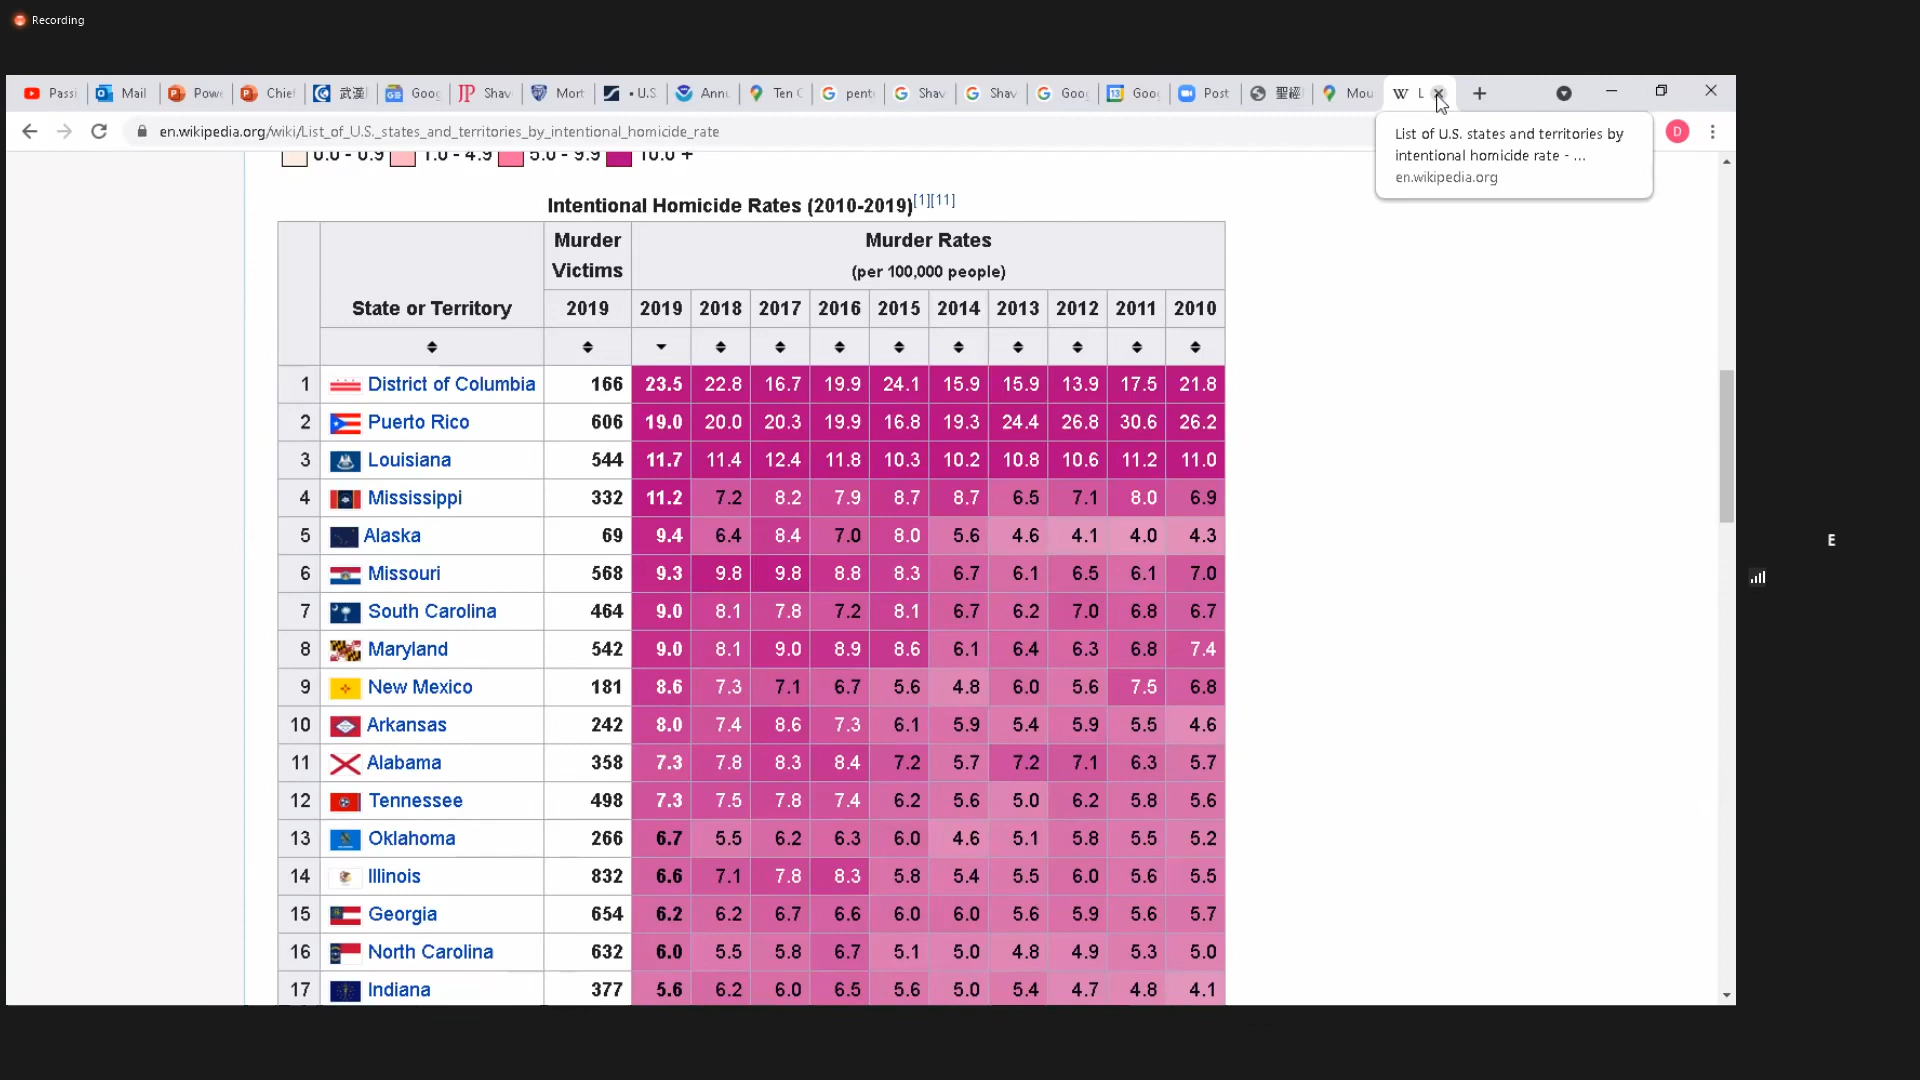 Recording
Passi Mail Powe Chief 武漢 Goog Shav Mort • U.S Annu Ten C pent Shav Shav Goog Goog Post 聖經 Mou L
en.wikipedia.org/wiki/List_of_U.S._states_and_territories_by_intentional_homicide_rate D
List of U.S. states and territories by
intentional homicide rate - ...
en.wikipedia.org
0.0 - 0.9 1.0 - 4.9 5.0 - 9.9 10.0 +
Intentional Homicide Rates (2010-2019)[1][11]
State or Territory
Murder
Victims
Murder Rates
(per 100,000 people)
2019 2019 2018 2017 2016 2015 2014 2013 2012 2011 2010
1 District of Columbia 166 23.5 22.8 16.7 19.9 24.1 15.9 15.9 13.9 17.5 21.8
2 Puerto Rico 606 19.0 20.0 20.3 19.9 16.8 19.3 24.4 26.8 30.6 26.2
3 Louisiana 544 11.7 11.4 12.4 11.8 10.3 10.2 10.8 10.6 11.2 11.0
4 Mississippi 332 11.2 7.2 8.2 7.9 8.7 8.7 6.5 7.1 8.0 6.9
5 Alaska 69 9.4 6.4 8.4 7.0 8.0 5.6 4.6 4.1 4.0 4.3
6 Missouri 568 9.3 9.8 9.8 8.8 8.3 6.7 6.1 6.5 6.1 7.0
7 South Carolina 464 9.0 8.1 7.8 7.2 8.1 6.7 6.2 7.0 6.8 6.7
8 Maryland 542 9.0 8.1 9.0 8.9 8.6 6.1 6.4 6.3 6.8 7.4
9 New Mexico 181 8.6 7.3 7.1 6.7 5.6 4.8 6.0 5.6 7.5 6.8
10 Arkansas 242 8.0 7.4 8.6 7.3 6.1 5.9 5.4 5.9 5.5 4.6
11 Alabama 358 7.3 7.8 8.3 8.4 7.2 5.7 7.2 7.1 6.3 5.7
12 Tennessee 498 7.3 7.5 7.8 7.4 6.2 5.6 5.0 6.2 5.8 5.6
13 Oklahoma 266 6.7 5.5 6.2 6.3 6.0 4.6 5.1 5.8 5.5 5.2
14 Illinois 832 6.6 7.1 7.8 8.3 5.8 5.4 5.5 6.0 5.6 5.5
15 Georgia 654 6.2 6.2 6.7 6.6 6.0 6.0 5.6 5.9 5.6 5.7
16 North Carolina 632 6.0 5.5 5.8 6.7 5.1 5.0 4.8 4.9 5.3 5.0
17 Indiana 377 5.6 6.2 6.0 6.5 5.6 5.0 5.4 4.7 4.8 4.1
E